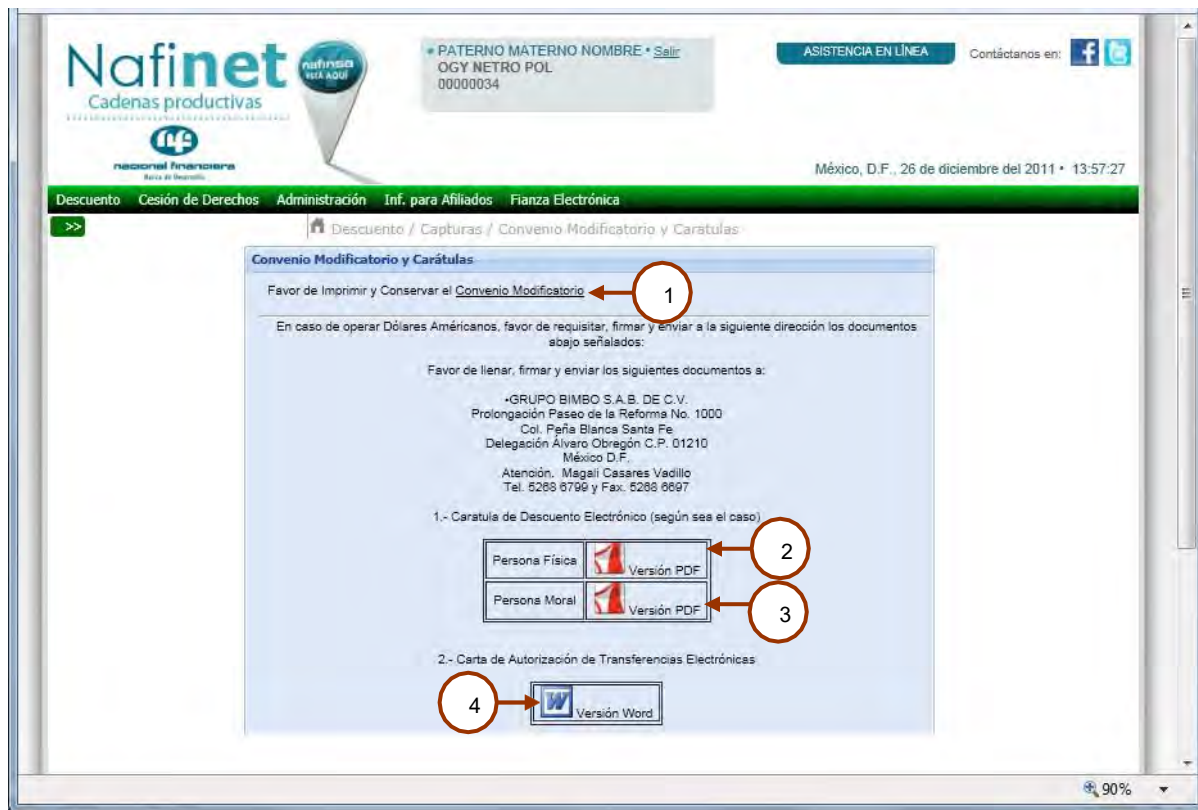 Nafinet
Cadenas productivas
nafinsa
ESTÁ AQUÍ
nacional financiera
Banca de Desarrollo
• PATERNO MATERNO NOMBRE • Salir
OGY NETRO POL
00000034
ASISTENCIA EN LÍNEA
Contáctanos en:
México, D.F., 26 de diciembre del 2011 • 13:57:27
Descuento Cesión de Derechos Administración Inf. para Afiliados Fianza Electrónica
>>
Descuento / Capturas / Convenio Modificatorio y Caratulas
Convenio Modificatorio y Carátulas
Favor de Imprimir y Conservar el Convenio Modificatorio
1
En caso de operar Dólares Américanos, favor de requisitar, firmar y enviar a la siguiente dirección los documentos
abajo señalados:
Favor de llenar, firmar y enviar los siguientes documentos a:
•GRUPO BIMBO S.A.B. DE C.V.
Prolongación Paseo de la Reforma No. 1000
Col. Peña Blanca Santa Fe
Delegación Álvaro Obregón C.P. 01210
México D.F.
Atención. Magali Casares Vadillo
Tel. 5268 6799 y Fax. 5268 6697
1.- Caratula de Descuento Electrónico (según sea el caso)
Persona Física Versión PDF
2
Persona Moral Versión PDF
3
2.- Carta de Autorización de Transferencias Electrónicas
4
W Versión Word
90%